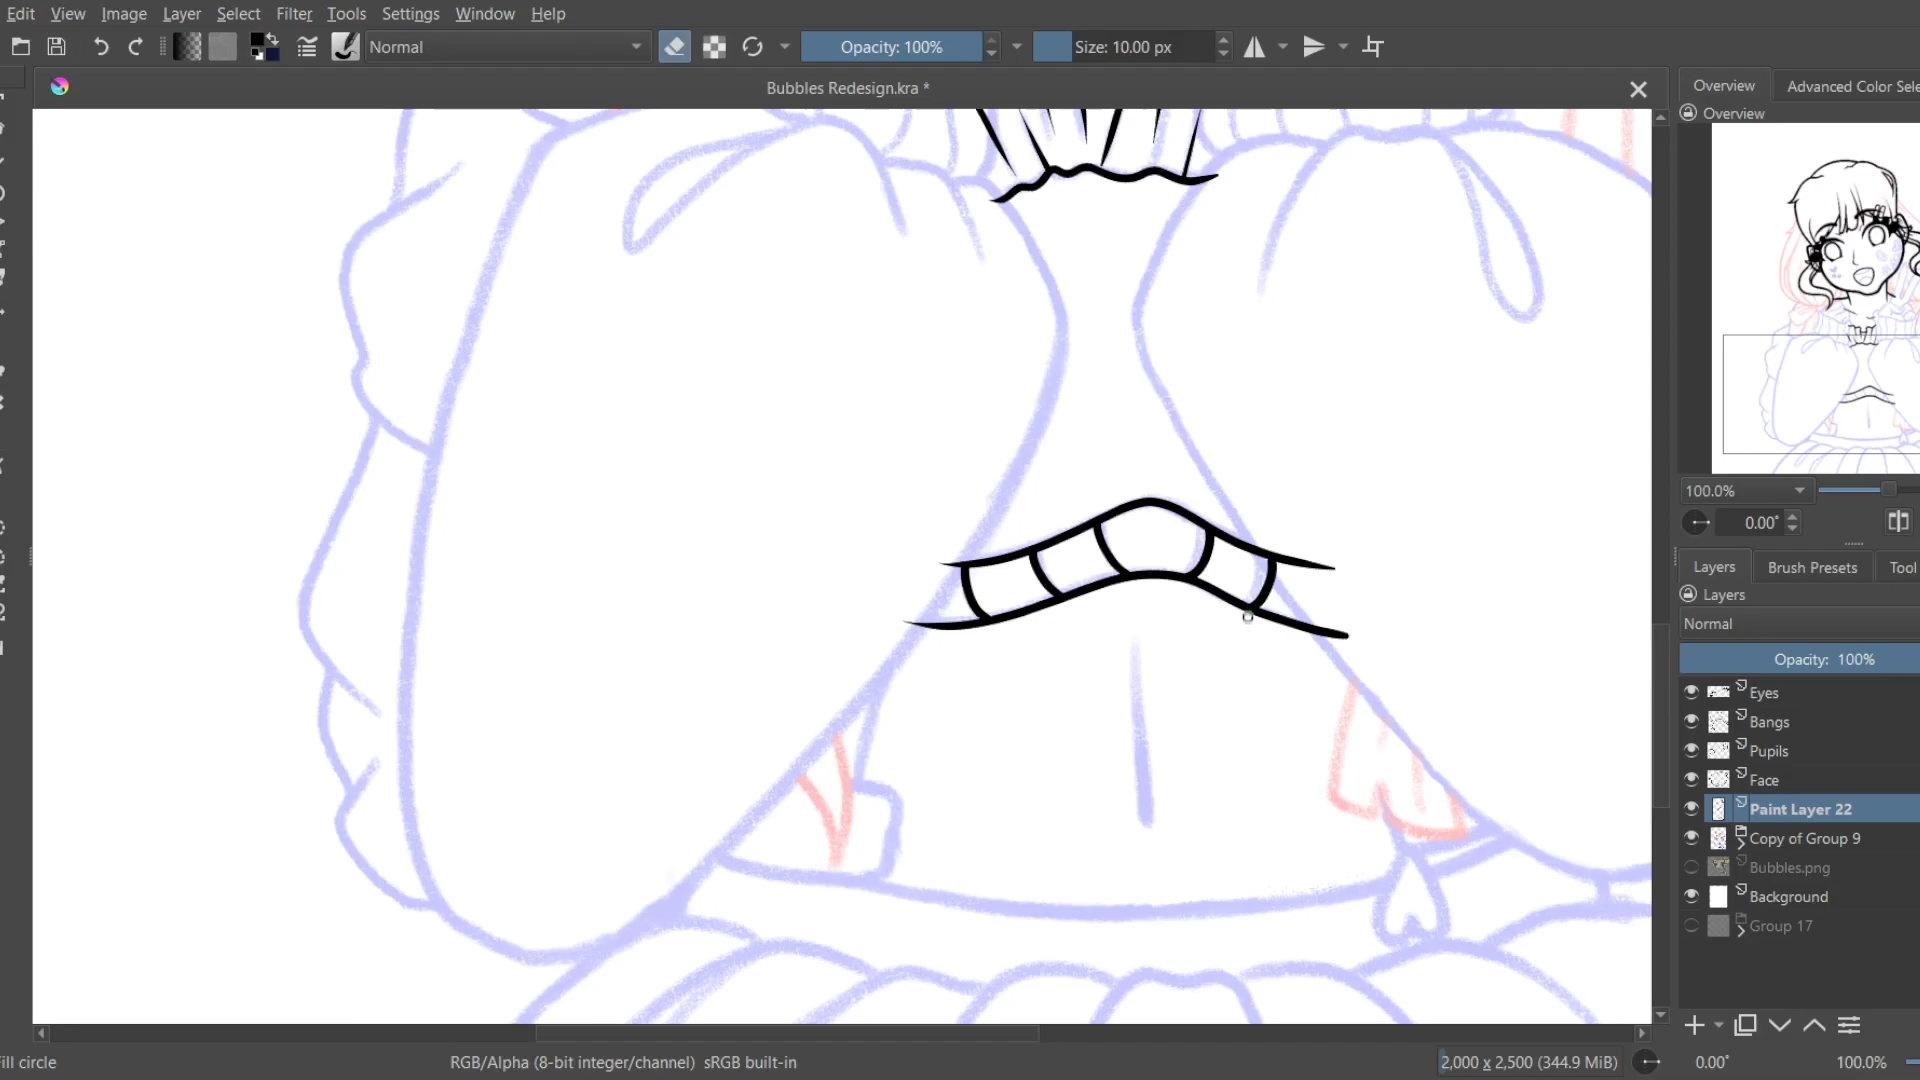 Edit View Image Layer Select Filter Tools Settings Window Help
Normal Opacity: 100% Size: 10.00 px
Bubbles Redesign.kra *
Overview Advanced Color Sele
Overview
100.0%
0.00°
Layers Brush Presets Tool
Layers
Normal
Opacity: 100%
Eyes
Bangs
Pupils
Face
Paint Layer 22
Copy of Group 9
Bubbles.png
Background
Group 17
ill circle RGB/Alpha (8-bit integer/channel) sRGB built-in 2,000 x 2,500 (344.9 MiB) 0.00° 100.0%